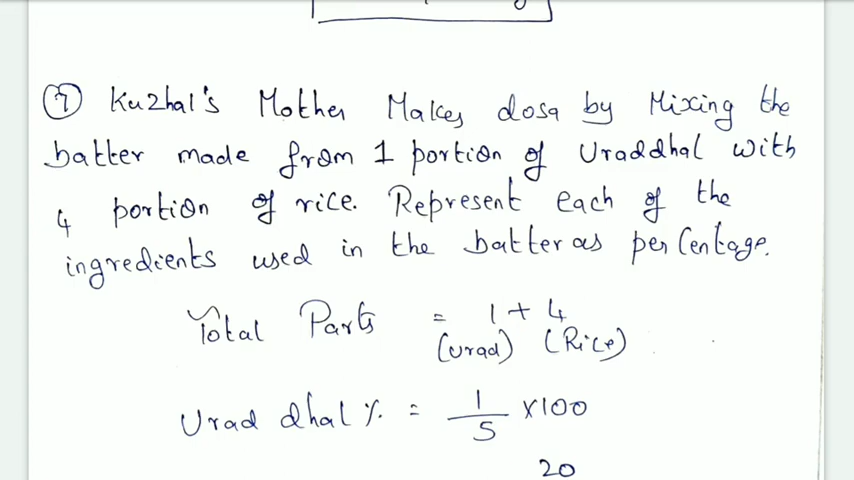 7 Kuzhal's Mother Makes dosa by Mixing the
batter made from 1 portion of Uraddhal with
4 portion of rice. Represent each of the
ingredients used in the batter as percentage.
Total Parts = 1 + 4
(urad) (Rice)
Urad dhal % = 1/5 ×100
20